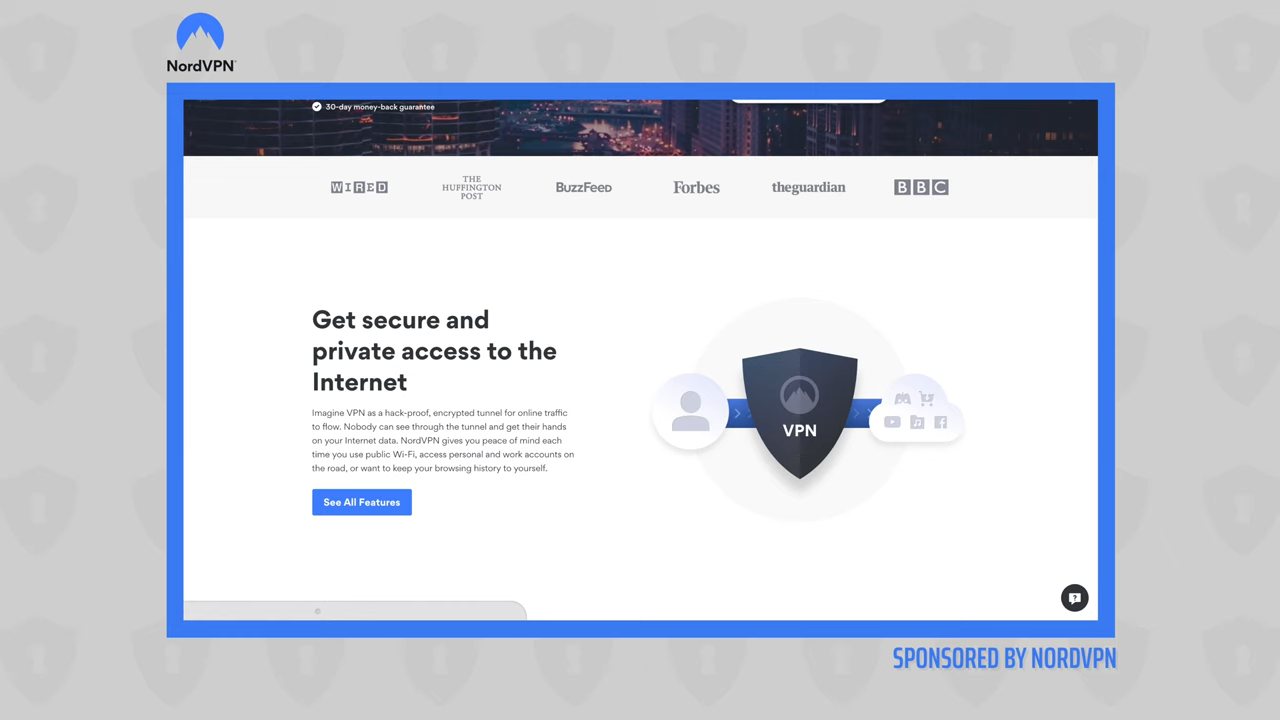 NordVPN
30-day money-back guarantee
WIRED
THE
HUFFINGTON
POST
BuzzFeed
Forbes
theguardian
BBC
Get secure and
private access to the
Internet
Imagine VPN as a hack-proof, encrypted tunnel for online traffic
to flow. Nobody can see through the tunnel and get their hands
on your Internet data. NordVPN gives you peace of mind each
time you use public Wi-Fi, access personal and work accounts on
the road, or want to keep your browsing history to yourself.
See All Features
VPN
SPONSORED BY NORDVPN